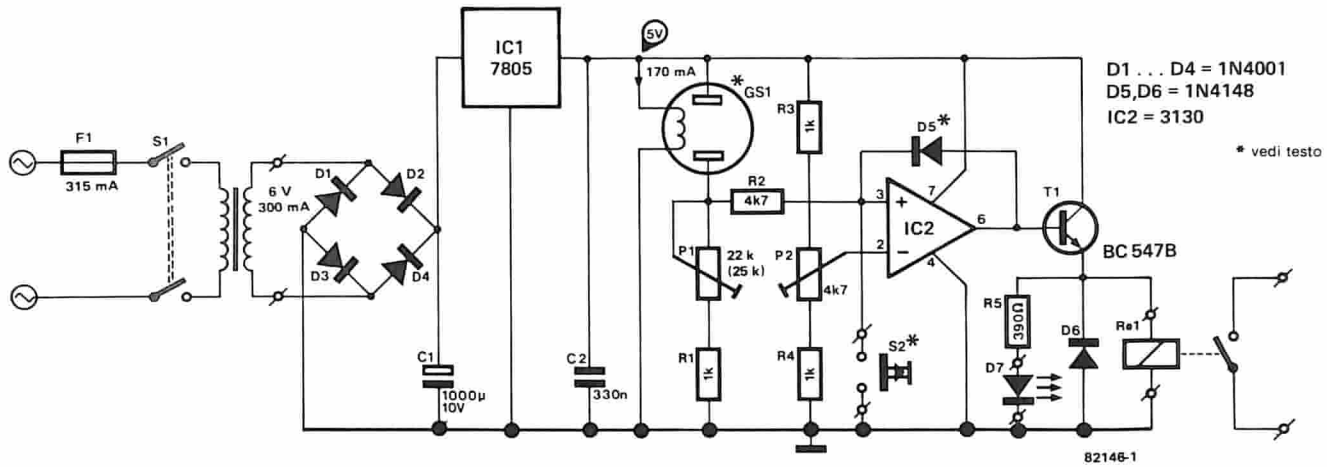 F1
315 mA
S1
6 V
300 mA
D1
D2
D3
D4
C1
1000µ
10V
IC1
7805
C2
330n
5V
170 mA
*
GS1
R2
4k7
P1
22 k
(25 k)
R1
1k
R3
1k
P2
4k7
R4
1k
D5*
3
+
2
−
7
IC2
4
6
S2*
T1
BC 547B
R5
390Ω
D7
D6
Re1
D1 . . . D4 = 1N4001
D5,D6 = 1N4148
IC2 = 3130
* vedi testo
82146-1